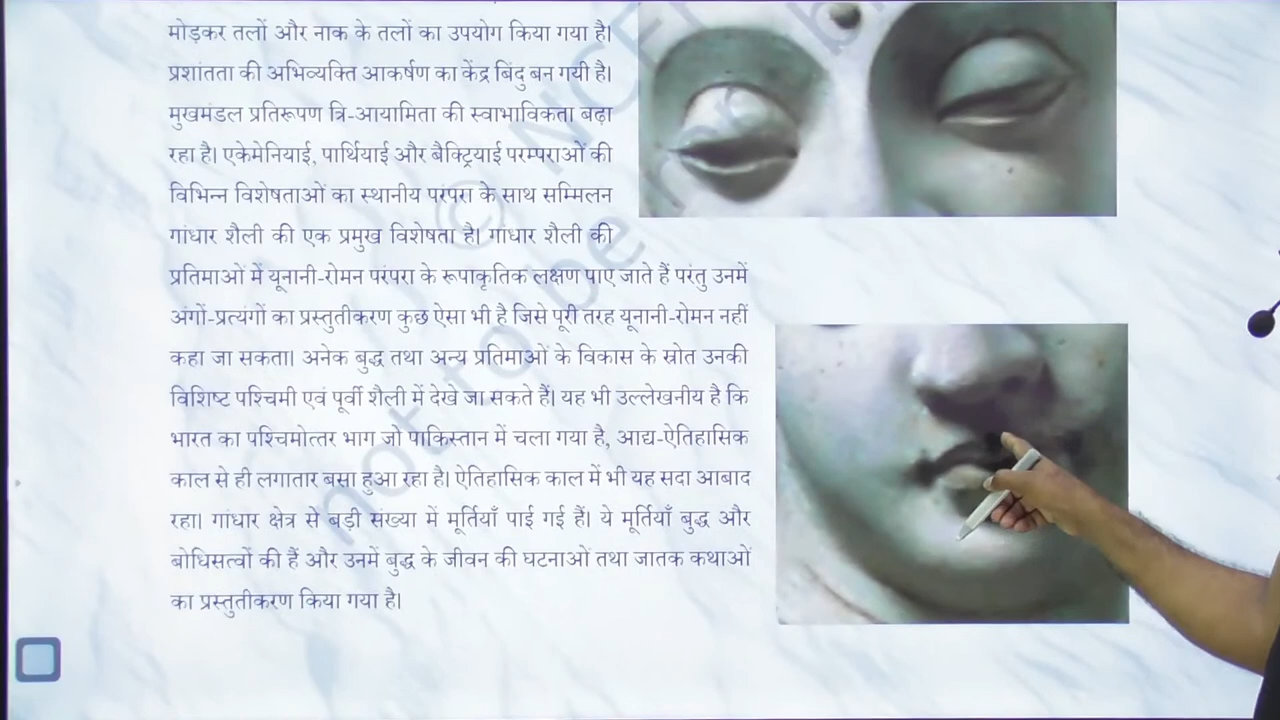 मोड़कर तलों और नाक के तलों का उपयोग किया गया है।
प्रशांतता की अभिव्यक्ति आकर्षण का केंद्र बिंदु बन गयी है।
मुखमंडल प्रतिरूपण त्रि-आयामिता की स्वाभाविकता बढ़ा
रहा है। एकेमेनियाई, पार्थियाई और बैक्ट्रियाई परम्पराओं की
विभिन्न विशेषताओं का स्थानीय परंपरा के साथ सम्मिलन
गांधार शैली की एक प्रमुख विशेषता है। गांधार शैली की
प्रतिमाओं में यूनानी-रोमन परंपरा के रूपाकृतिक लक्षण पाए जाते हैं परंतु उनमें
अंगों-प्रत्यंगों का प्रस्तुतीकरण कुछ ऐसा भी है जिसे पूरी तरह यूनानी-रोमन नहीं
कहा जा सकता। अनेक बुद्ध तथा अन्य प्रतिमाओं के विकास के स्रोत उनकी
विशिष्ट पश्चिमी एवं पूर्वी शैली में देखे जा सकते हैं। यह भी उल्लेखनीय है कि
भारत का पश्चिमोत्तर भाग जो पाकिस्तान में चला गया है, आद्य-ऐतिहासिक
काल से ही लगातार बसा हुआ रहा है। ऐतिहासिक काल में भी यह सदा आबाद
रहा। गांधार क्षेत्र से बड़ी संख्या में मूर्तियाँ पाई गई हैं। ये मूर्तियाँ बुद्ध और
बोधिसत्वों की हैं और उनमें बुद्ध के जीवन की घटनाओं तथा जातक कथाओं
का प्रस्तुतीकरण किया गया है।
© NCE
not to be